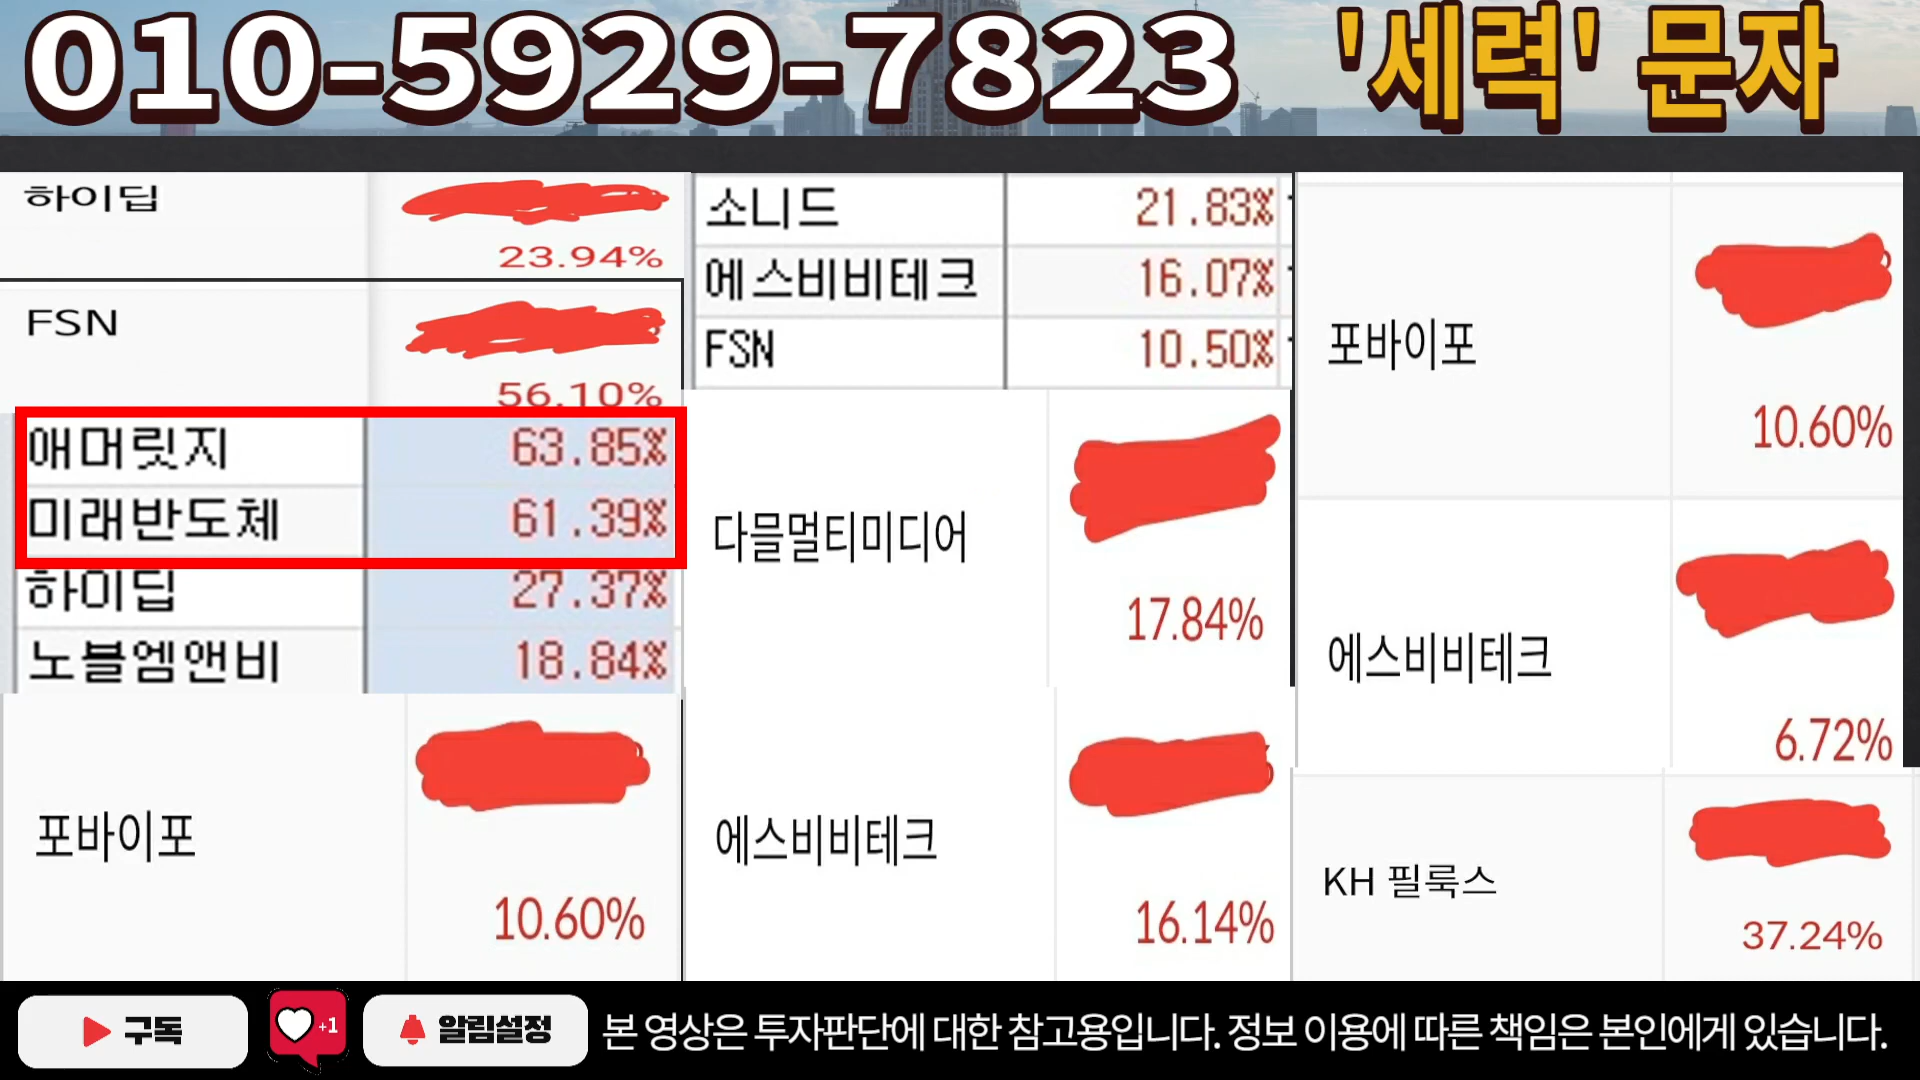 010-5929-7823 '세력' 문자
하이딥
23.94%
FSN
56.10%
애머릿지 63.85%
미래반도체 61.39%
하이딥 27.37%
노블엠앤비 18.84%
포바이포
10.60%
소니드 21.83%
에스비비테크 16.07%
FSN 10.50%
다믈멀티미디어
17.84%
에스비비테크
16.14%
포바이포
10.60%
에스비비테크
6.72%
KH 필룩스
37.24%
구독 +1 알림설정 본 영상은 투자판단에 대한 참고용입니다. 정보 이용에 따른 책임은 본인에게 있습니다.